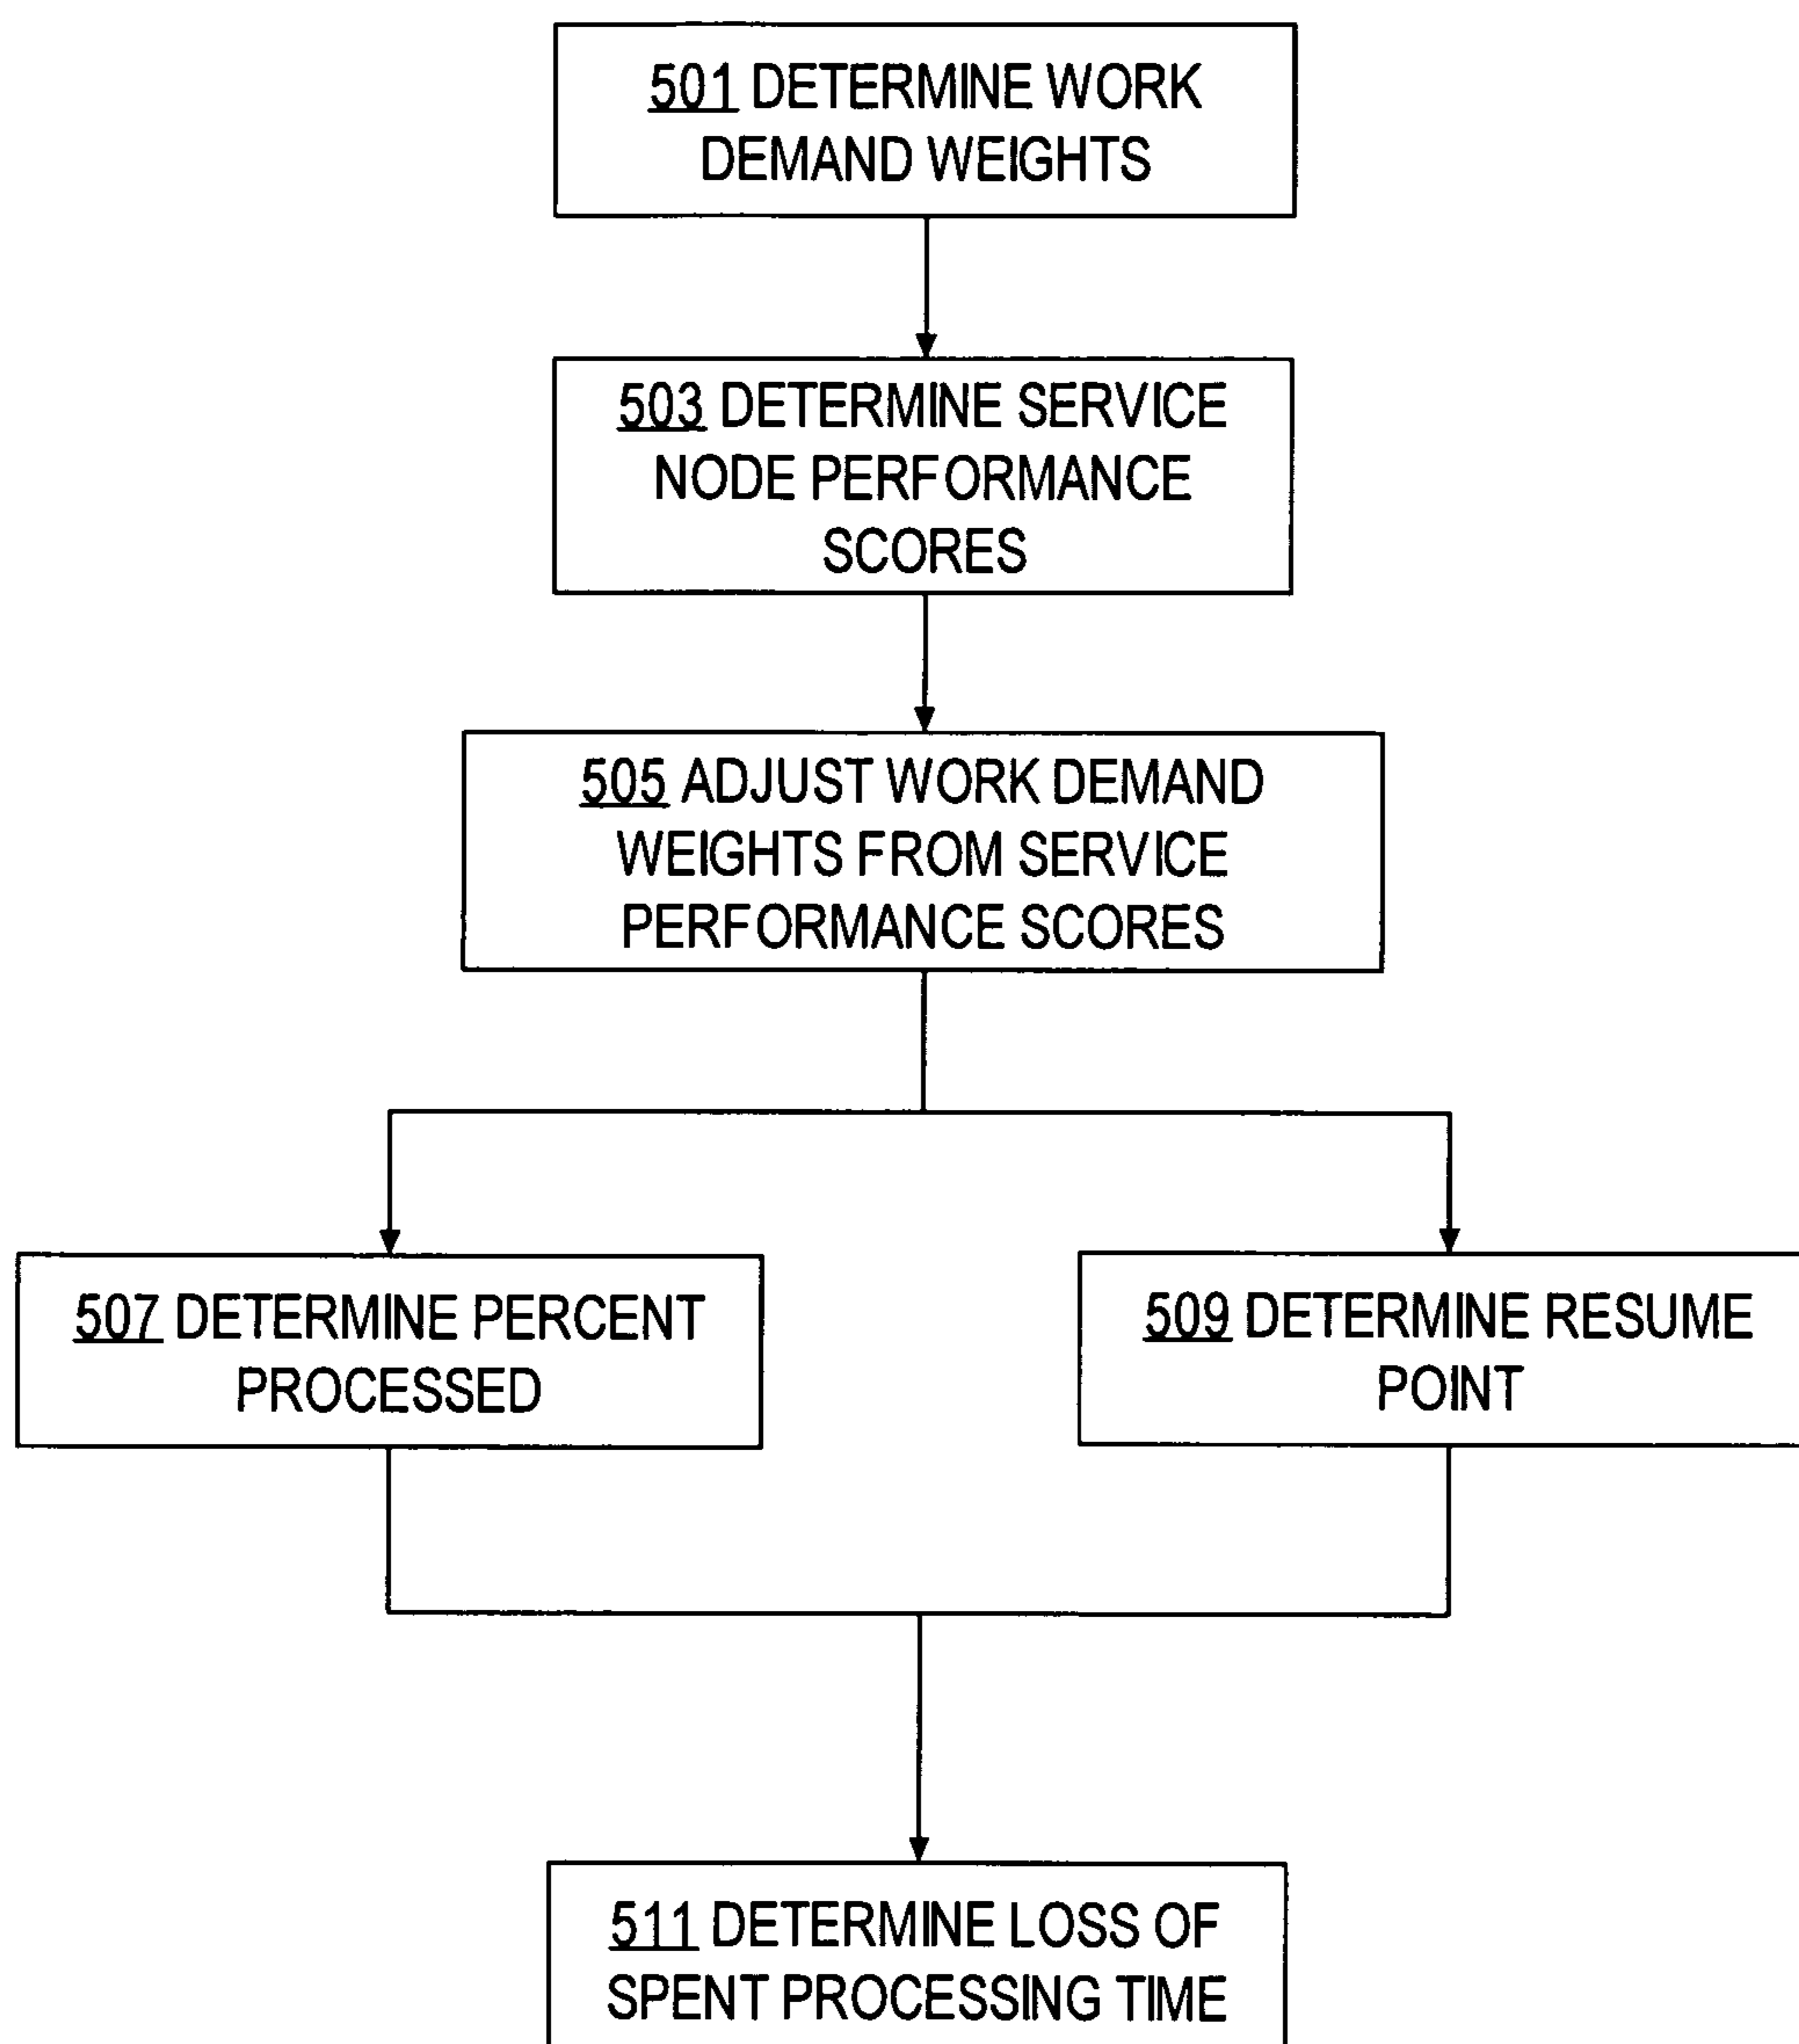 501 DETERMINE WORK
DEMAND WEIGHTS
503 DETERMINE SERVICE
NODE PERFORMANCE
SCORES
505 ADJUST WORK DEMAND
WEIGHTS FROM SERVICE
PERFORMANCE SCORES
507 DETERMINE PERCENT
PROCESSED
509 DETERMINE RESUME
POINT
511 DETERMINE LOSS OF
SPENT PROCESSING TIME